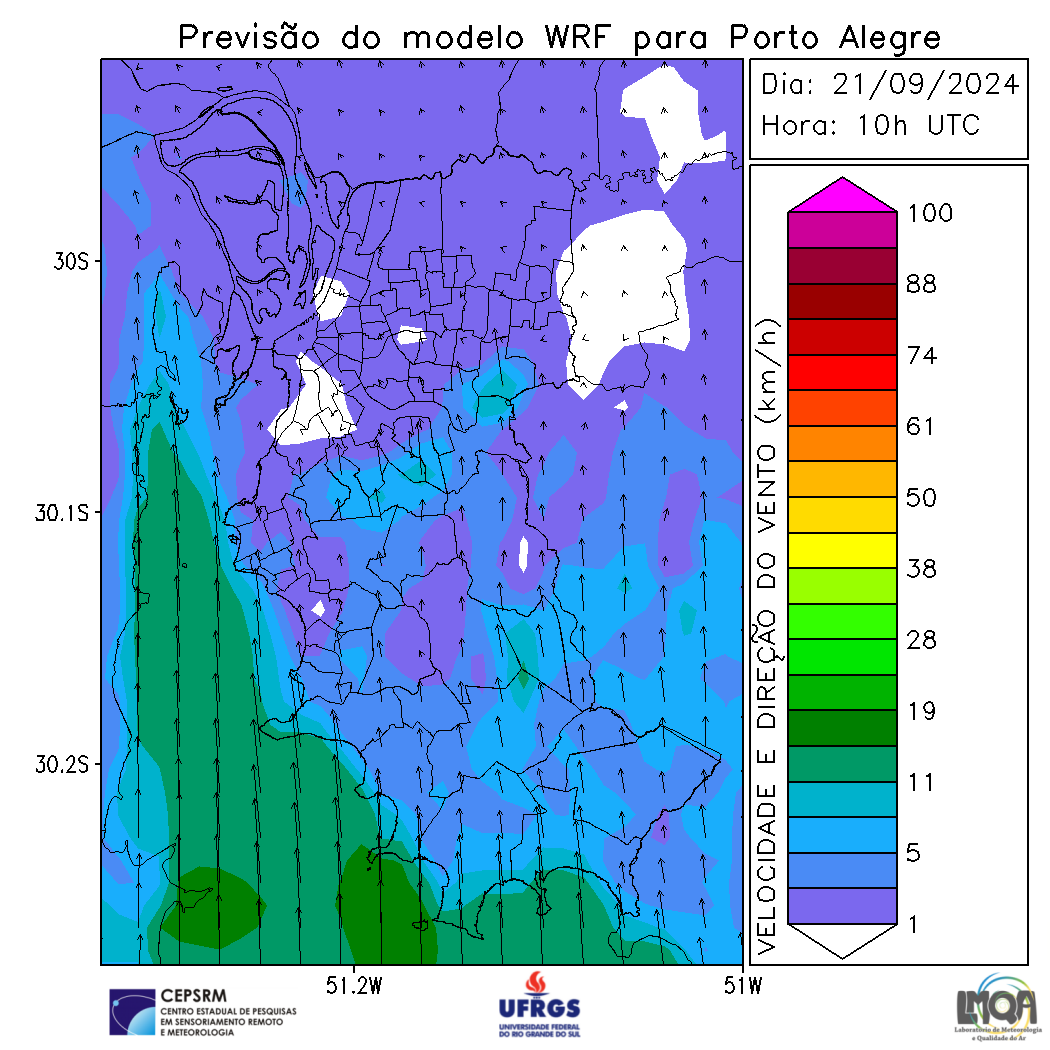 Previsão do modelo WRF para Porto Alegre
Dia: 21/09/2024
Hora: 10h UTC
30S
30.1S
30.2S
51.2W
51W
VELOCIDADE E DIREÇÃO DO VENTO (km/h)
100
88
74
61
50
38
28
19
11
5
1
CEPSRM
CENTRO ESTADUAL DE PESQUISAS
EM SENSORIAMENTO REMOTO
E METEOROLOGIA
UFRGS
UNIVERSIDADE FEDERAL
DO RIO GRANDE DO SUL
LMQA
Laboratório de Meteorologia
e Qualidade do Ar